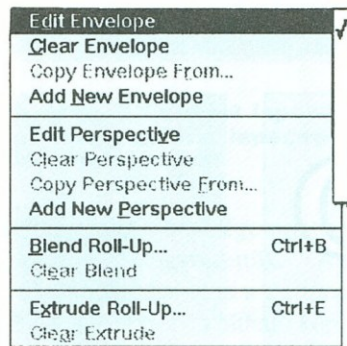 Edit Envelope
Clear Envelope
Copy Envelope From...
Add New Envelope
Edit Perspective
Clear Perspective
Copy Perspective From...
Add New Perspective
Blend Roll-Up... Ctrl+B
Clear Blend
Extrude Roll-Up... Ctrl+E
Clear Extrude